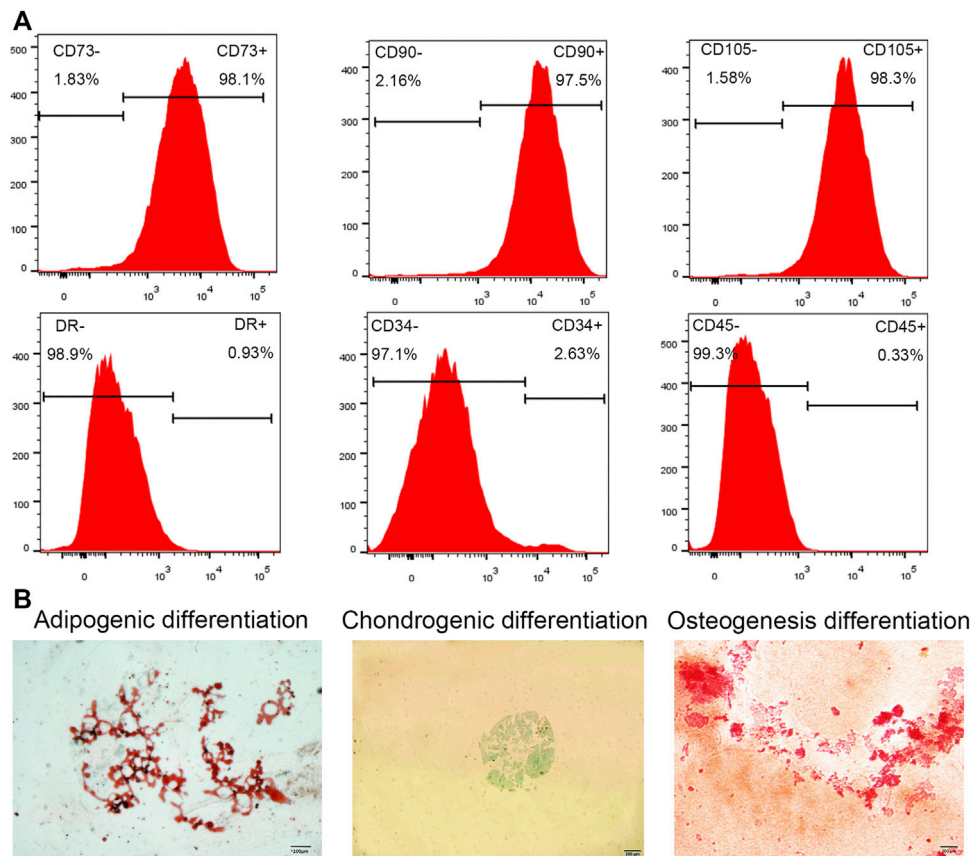 A
CD73- CD73+
1.83% 98.1%
500
400
300
200
100
0
0 10³ 10⁴ 10⁵
CD90- CD90+
2.16% 97.5%
400
300
200
100
0
0 10³ 10⁴ 10⁵
CD105- CD105+
1.58% 98.3%
400
300
200
100
0
0 10³ 10⁴ 10⁵
DR- DR+
98.9% 0.93%
400
300
200
100
0
0 10³ 10⁴ 10⁵
CD34- CD34+
97.1% 2.63%
400
300
200
100
0
0 10³ 10⁴ 10⁵
CD45- CD45+
99.3% 0.33%
500
400
300
200
100
0
0 10³ 10⁴ 10⁵
B
Adipogenic differentiation Chondrogenic differentiation Osteogenesis differentiation
100μm 200μm